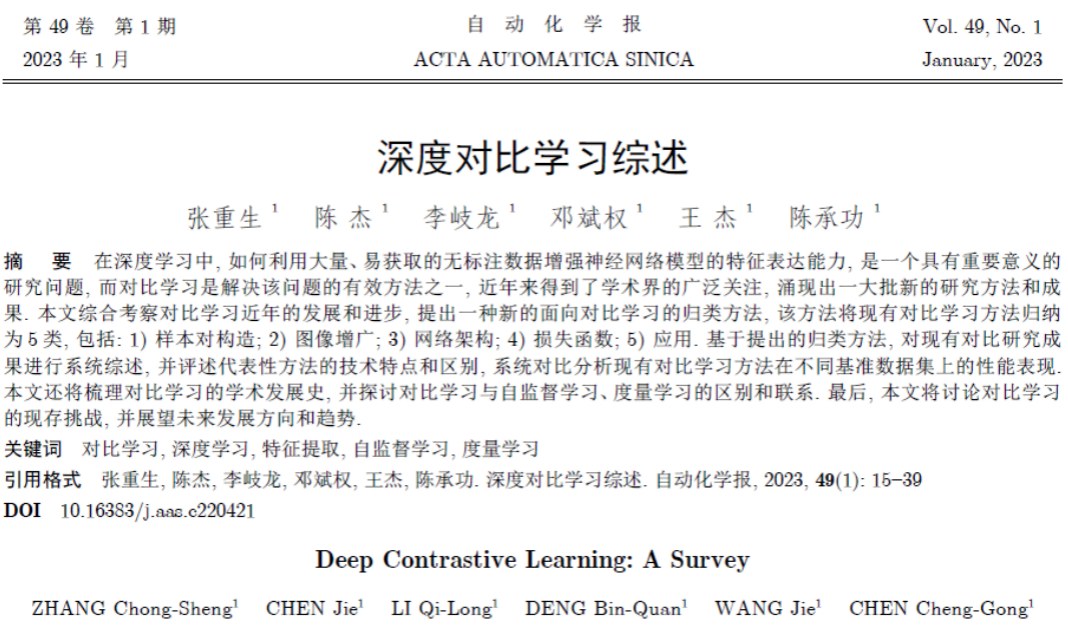 第 49 卷 第 1 期 自 动 化 学 报 Vol. 49, No. 1
2023 年 1 月 ACTA AUTOMATICA SINICA January, 2023
深度对比学习综述
张重生 1 陈 杰 1 李岐龙 1 邓斌权 1 王 杰 1 陈承功 1
摘 要 在深度学习中, 如何利用大量、易获取的无标注数据增强神经网络模型的特征表达能力, 是一个具有重要意义的
研究问题, 而对比学习是解决该问题的有效方法之一, 近年来得到了学术界的广泛关注, 涌现出一大批新的研究方法和成
果. 本文综合考察对比学习近年的发展和进步, 提出一种新的面向对比学习的归类方法, 该方法将现有对比学习方法归纳
为 5 类, 包括: 1) 样本对构造; 2) 图像增广; 3) 网络架构; 4) 损失函数; 5) 应用. 基于提出的归类方法, 对现有对比研究成
果进行系统综述, 并评述代表性方法的技术特点和区别, 系统对比分析现有对比学习方法在不同基准数据集上的性能表现.
本文还将梳理对比学习的学术发展史, 并探讨对比学习与自监督学习、度量学习的区别和联系. 最后, 本文将讨论对比学习
的现存挑战, 并展望未来发展方向和趋势.
关键词 对比学习, 深度学习, 特征提取, 自监督学习, 度量学习
引用格式 张重生, 陈杰, 李岐龙, 邓斌权, 王杰, 陈承功. 深度对比学习综述. 自动化学报, 2023, 49(1): 15−39
DOI 10.16383/j.aas.c220421
Deep Contrastive Learning: A Survey
ZHANG Chong-Sheng1 CHEN Jie1 LI Qi-Long1 DENG Bin-Quan1 WANG Jie1 CHEN Cheng-Gong1